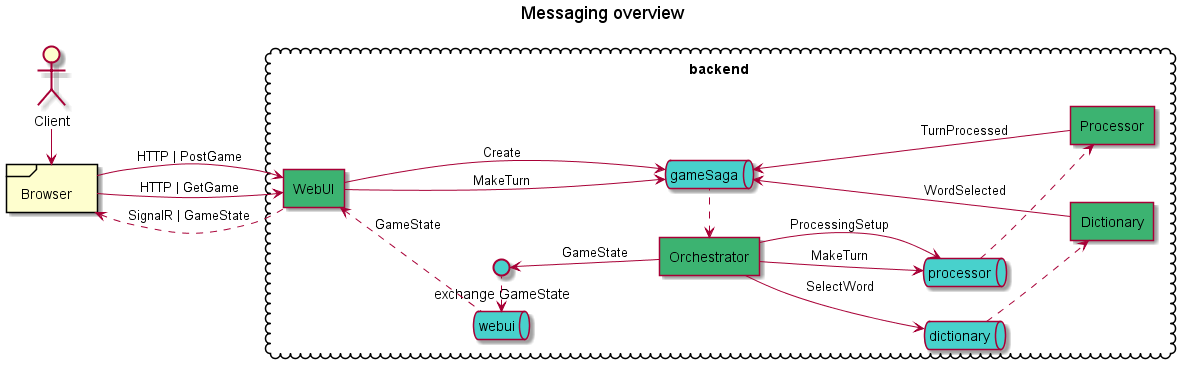 Messaging overview
backend
Client
Browser
HTTP | PostGame
HTTP | GetGame
SignalR | GameState
WebUI
Create
MakeTurn
GameState
gameSaga
TurnProcessed
WordSelected
Processor
Dictionary
Orchestrator
ProcessingSetup
MakeTurn
SelectWord
GameState
exchange GameState
webui
processor
dictionary